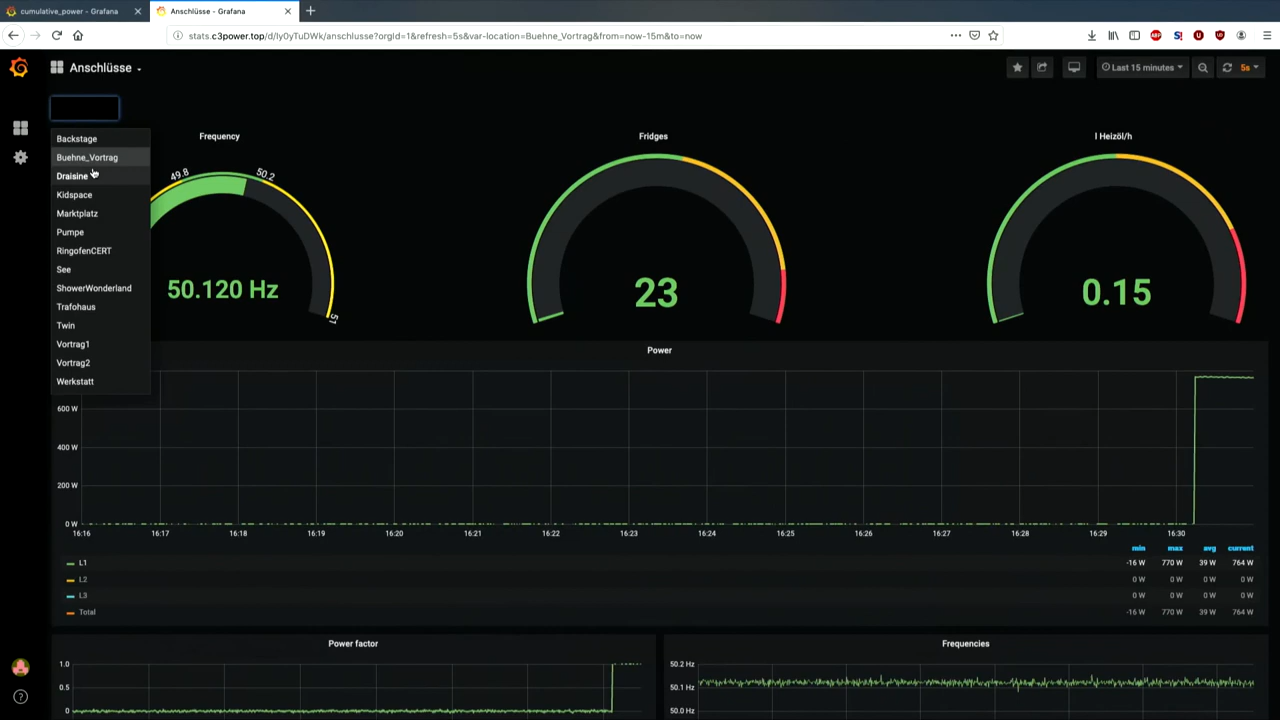 cumulative_power - Grafana
Anschlüsse - Grafana
stats.c3power.top/d/Iy0yTuDWk/anschlusse?orgId=1&refresh=5s&var-location=Buehne_Vortrag&from=now-15m&to=now
Anschlüsse
Last 15 minutes
5s
Backstage
Buehne_Vortrag
Draisine
Kidspace
Marktplatz
Pumpe
RingofenCERT
See
ShowerWonderland
Trafohaus
Twin
Vortrag1
Vortrag2
Werkstatt
Frequency
49.8
50.2
51
50.120 Hz
Fridges
23
l Heizöl/h
0.15
Power
600 W
400 W
200 W
0 W
16:16 16:17 16:18 16:19 16:20 16:21 16:22 16:23 16:24 16:25 16:26 16:27 16:28 16:29 16:30
min max avg current
L1 -16 W 770 W 39 W 764 W
L2 0 W 0 W 0 W 0 W
L3 0 W 0 W 0 W 0 W
Total -16 W 770 W 39 W 764 W
Power factor
1.0
0.5
0
Frequencies
50.2 Hz
50.1 Hz
50.0 Hz